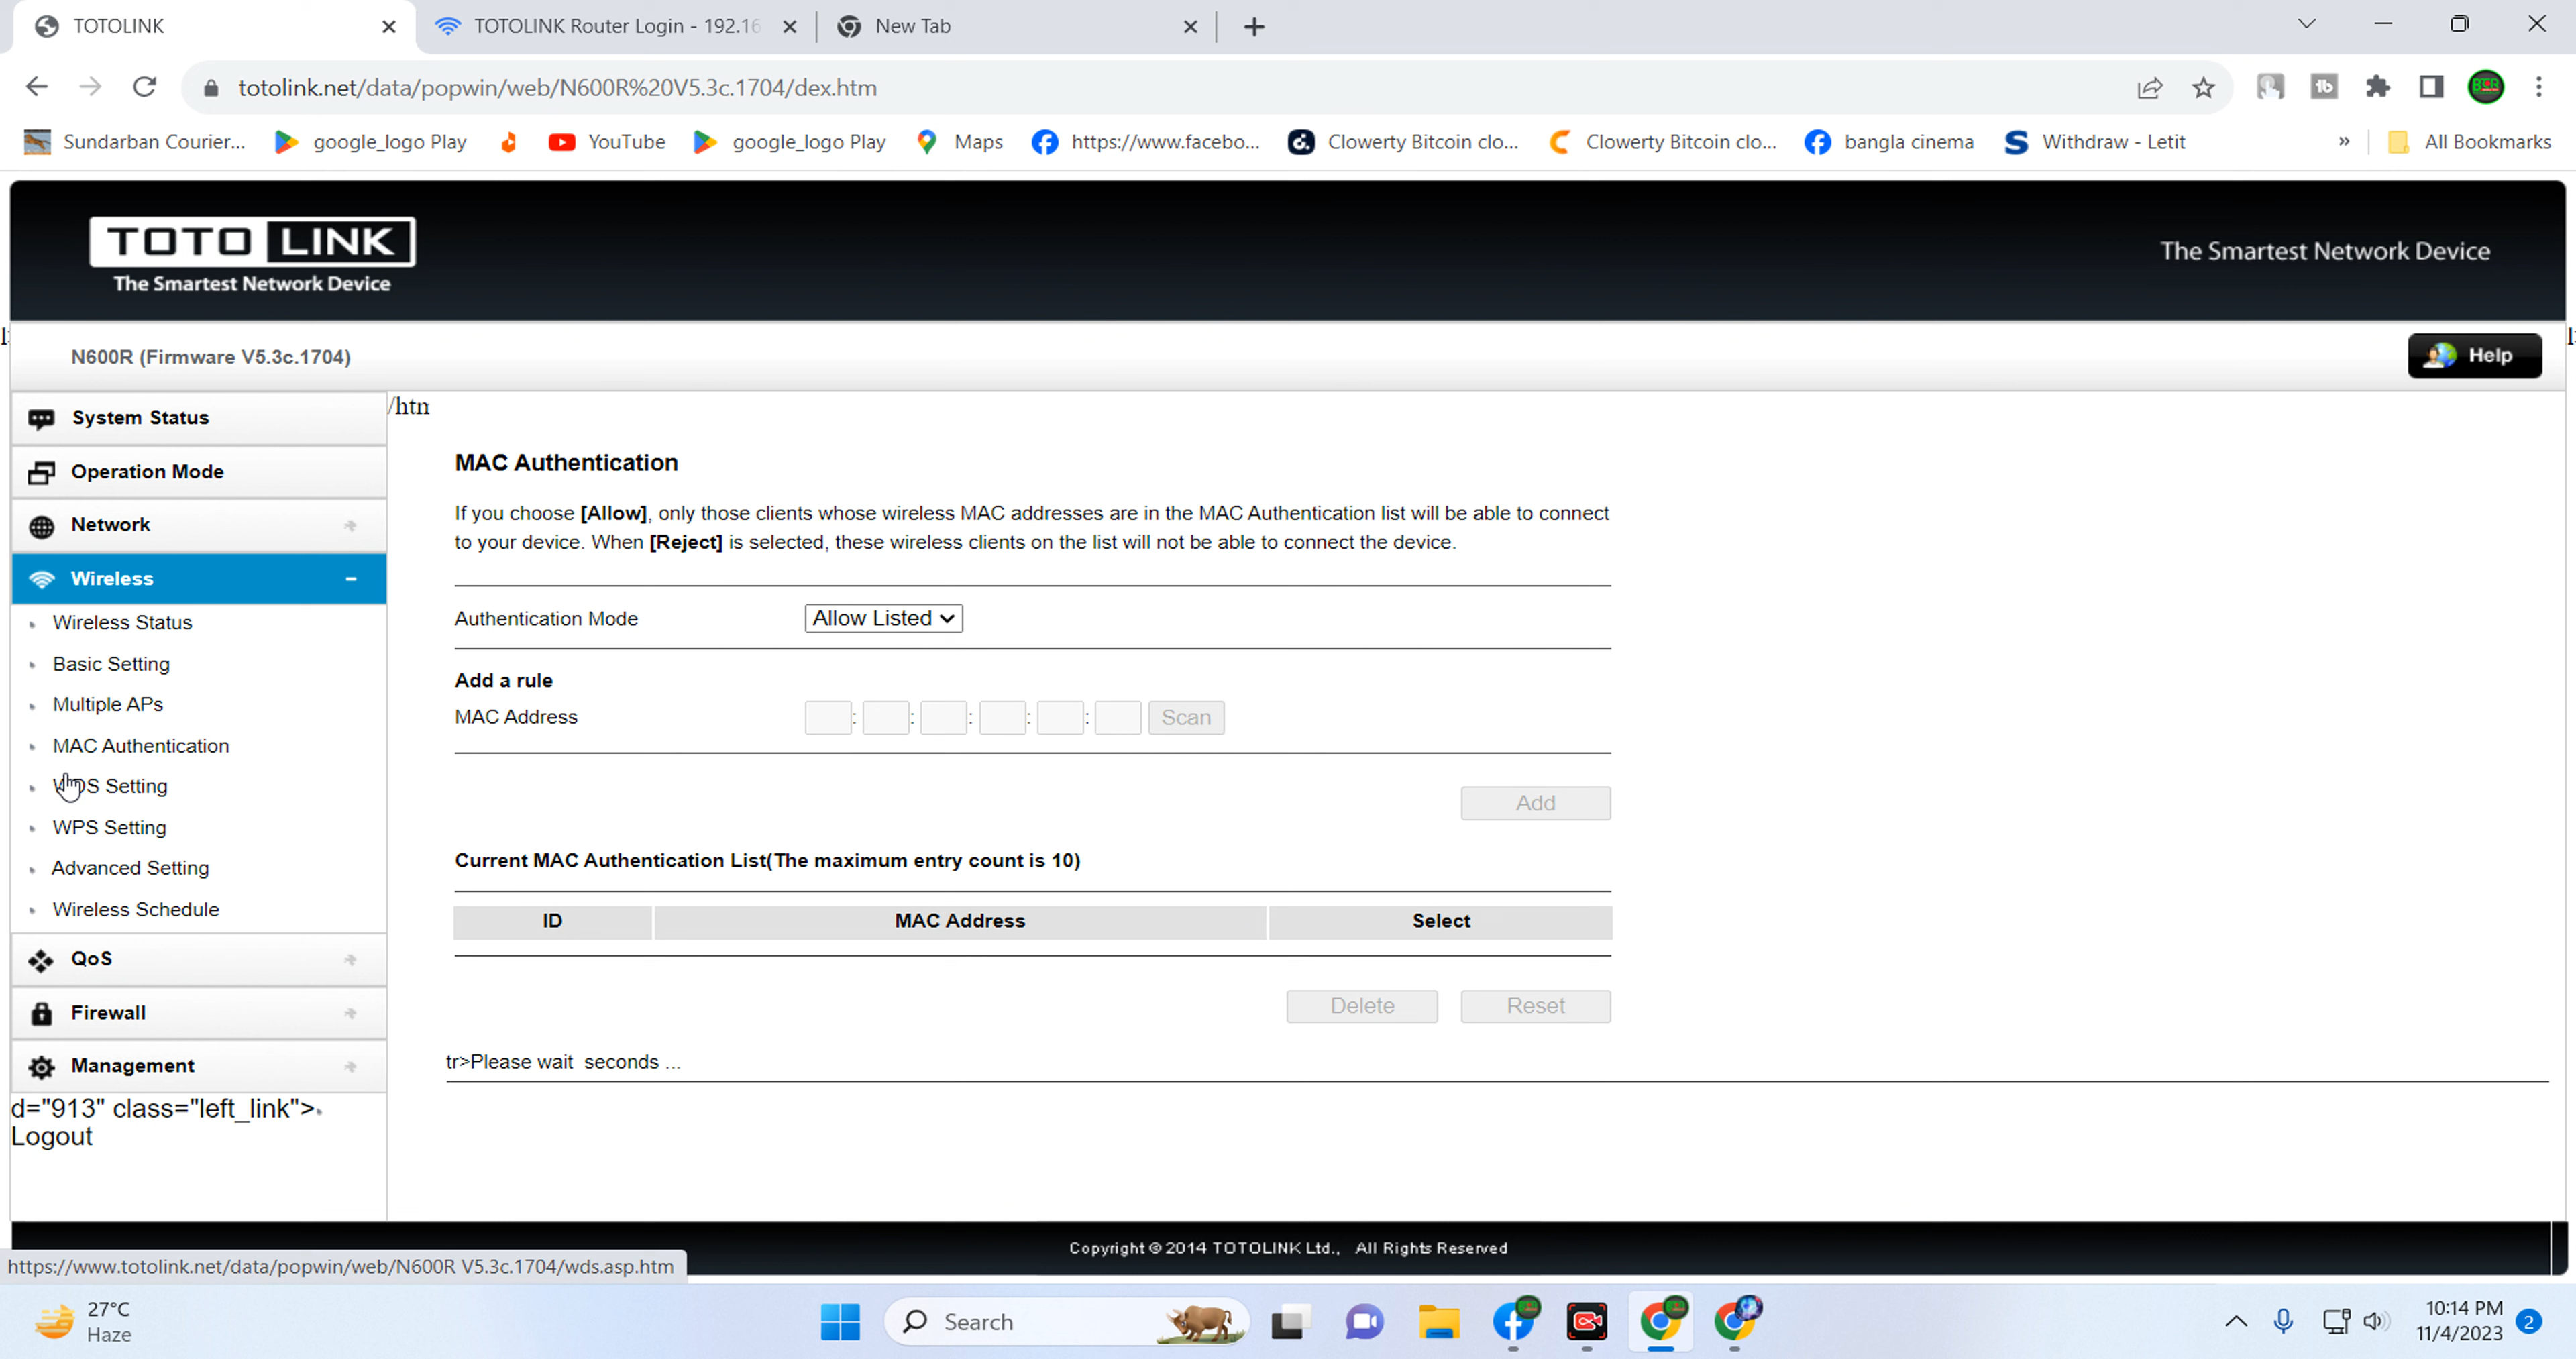 TOTOLINK
TOTOLINK Router Login - 192.16
New Tab
totolink.net/data/popwin/web/N600R%20V5.3c.1704/dex.htm
Sundarban Courier...
google_logo Play
YouTube
google_logo Play
Maps
https://www.facebo...
Clowerty Bitcoin clo...
Clowerty Bitcoin clo...
bangla cinema
Withdraw - Letit
»
All Bookmarks
TOTO LINK
The Smartest Network Device
The Smartest Network Device
N600R (Firmware V5.3c.1704)
Help
System Status
Operation Mode
Network
Wireless
Wireless Status
Basic Setting
Multiple APs
MAC Authentication
WDS Setting
WPS Setting
Advanced Setting
Wireless Schedule
QoS
Firewall
Management
d="913" class="left_link">
Logout
/htn
MAC Authentication
If you choose [Allow], only those clients whose wireless MAC addresses are in the MAC Authentication list will be able to connect
to your device. When [Reject] is selected, these wireless clients on the list will not be able to connect the device.
Authentication Mode
Allow Listed
Add a rule
MAC Address : : : : : Scan
Add
Current MAC Authentication List(The maximum entry count is 10)
ID MAC Address Select
Delete Reset
tr>Please wait  seconds ...
Copyright © 2014 TOTOLINK Ltd., All Rights Reserved
https://www.totolink.net/data/popwin/web/N600R V5.3c.1704/wds.asp.htm
27°C
Haze
Search
10:14 PM
11/4/2023
2